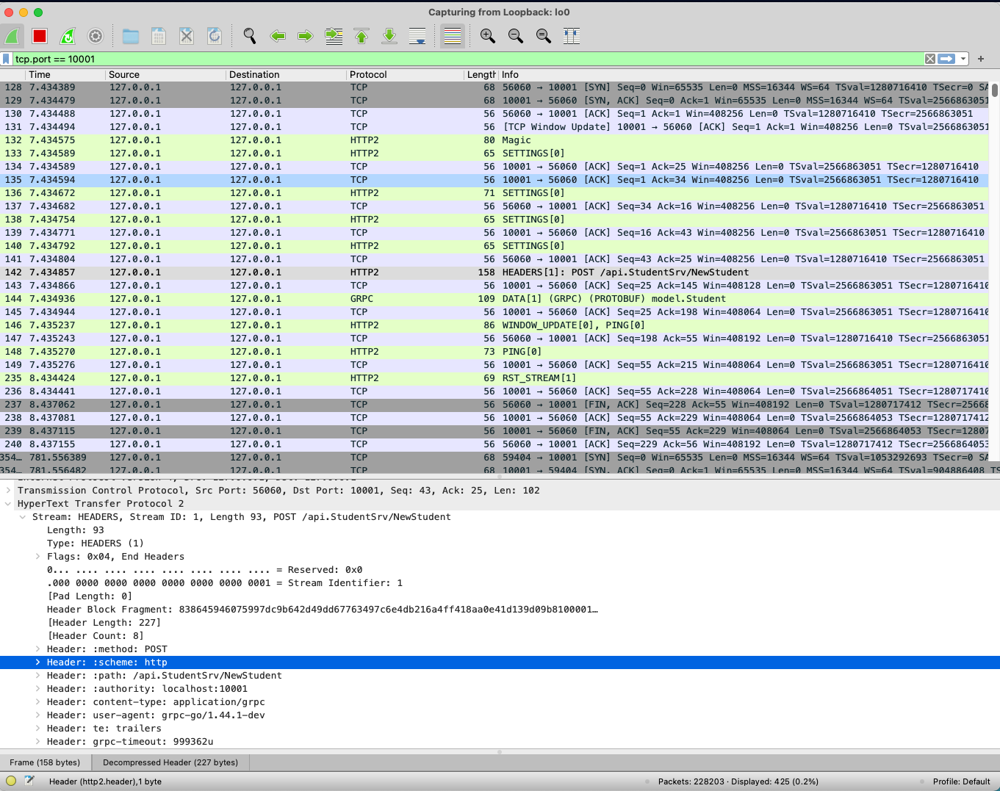 Capturing from Loopback: lo0
tcp.port == 10001
Time Source Destination Protocol Length Info
128 7.434389 127.0.0.1 127.0.0.1 TCP 68 56060 → 10001 [SYN] Seq=0 Win=65535 Len=0 MSS=16344 WS=64 TSval=1280716410 TSecr=0 SA
129 7.434479 127.0.0.1 127.0.0.1 TCP 68 10001 → 56060 [SYN, ACK] Seq=0 Ack=1 Win=65535 Len=0 MSS=16344 WS=64 TSval=2566863051
130 7.434488 127.0.0.1 127.0.0.1 TCP 56 56060 → 10001 [ACK] Seq=1 Ack=1 Win=408256 Len=0 TSval=1280716410 TSecr=2566863051
131 7.434494 127.0.0.1 127.0.0.1 TCP 56 [TCP Window Update] 10001 → 56060 [ACK] Seq=1 Ack=1 Win=408256 Len=0 TSval=2566863051
132 7.434575 127.0.0.1 127.0.0.1 HTTP2 80 Magic
133 7.434589 127.0.0.1 127.0.0.1 HTTP2 65 SETTINGS[0]
134 7.434589 127.0.0.1 127.0.0.1 TCP 56 10001 → 56060 [ACK] Seq=1 Ack=25 Win=408256 Len=0 TSval=2566863051 TSecr=1280716410
135 7.434594 127.0.0.1 127.0.0.1 TCP 56 10001 → 56060 [ACK] Seq=1 Ack=34 Win=408256 Len=0 TSval=2566863051 TSecr=1280716410
136 7.434672 127.0.0.1 127.0.0.1 HTTP2 71 SETTINGS[0]
137 7.434682 127.0.0.1 127.0.0.1 TCP 56 56060 → 10001 [ACK] Seq=34 Ack=16 Win=408256 Len=0 TSval=1280716410 TSecr=2566863051
138 7.434754 127.0.0.1 127.0.0.1 HTTP2 65 SETTINGS[0]
139 7.434771 127.0.0.1 127.0.0.1 TCP 56 10001 → 56060 [ACK] Seq=16 Ack=43 Win=408256 Len=0 TSval=2566863051 TSecr=1280716410
140 7.434792 127.0.0.1 127.0.0.1 HTTP2 65 SETTINGS[0]
141 7.434804 127.0.0.1 127.0.0.1 TCP 56 56060 → 10001 [ACK] Seq=43 Ack=25 Win=408256 Len=0 TSval=1280716410 TSecr=2566863051
142 7.434857 127.0.0.1 127.0.0.1 HTTP2 158 HEADERS[1]: POST /api.StudentSrv/NewStudent
143 7.434866 127.0.0.1 127.0.0.1 TCP 56 10001 → 56060 [ACK] Seq=25 Ack=145 Win=408128 Len=0 TSval=2566863051 TSecr=128071641
144 7.434936 127.0.0.1 127.0.0.1 GRPC 109 DATA[1] (GRPC) (PROTOBUF) model.Student
145 7.434944 127.0.0.1 127.0.0.1 TCP 56 10001 → 56060 [ACK] Seq=25 Ack=198 Win=408064 Len=0 TSval=2566863051 TSecr=128071641
146 7.435237 127.0.0.1 127.0.0.1 HTTP2 86 WINDOW_UPDATE[0], PING[0]
147 7.435243 127.0.0.1 127.0.0.1 TCP 56 56060 → 10001 [ACK] Seq=198 Ack=55 Win=408192 Len=0 TSval=1280716410 TSecr=256686305
148 7.435270 127.0.0.1 127.0.0.1 HTTP2 73 PING[0]
149 7.435276 127.0.0.1 127.0.0.1 TCP 56 10001 → 56060 [ACK] Seq=55 Ack=215 Win=408064 Len=0 TSval=2566863051 TSecr=128071641
235 8.434424 127.0.0.1 127.0.0.1 HTTP2 69 RST_STREAM[1]
236 8.434441 127.0.0.1 127.0.0.1 TCP 56 10001 → 56060 [ACK] Seq=55 Ack=228 Win=408064 Len=0 TSval=2566864051 TSecr=128071741
237 8.437062 127.0.0.1 127.0.0.1 TCP 56 56060 → 10001 [FIN, ACK] Seq=228 Ack=55 Win=408192 Len=0 TSval=1280717412 TSecr=2566
238 8.437081 127.0.0.1 127.0.0.1 TCP 56 10001 → 56060 [ACK] Seq=55 Ack=229 Win=408064 Len=0 TSval=2566864053 TSecr=128071741
239 8.437115 127.0.0.1 127.0.0.1 TCP 56 10001 → 56060 [FIN, ACK] Seq=55 Ack=229 Win=408064 Len=0 TSval=2566864053 TSecr=1280
240 8.437155 127.0.0.1 127.0.0.1 TCP 56 56060 → 10001 [ACK] Seq=229 Ack=56 Win=408192 Len=0 TSval=1280717412 TSecr=256686405
354… 781.556389 127.0.0.1 127.0.0.1 TCP 68 59404 → 10001 [SYN] Seq=0 Win=65535 Len=0 MSS=16344 WS=64 TSval=1053292693 TSecr=0 SA
354… 781.556482 127.0.0.1 127.0.0.1 TCP 68 10001 → 59404 [SYN, ACK] Seq=0 Ack=1 Win=65535 Len=0 MSS=16344 WS=64 TSval=904886408 TS
Transmission Control Protocol, Src Port: 56060, Dst Port: 10001, Seq: 43, Ack: 25, Len: 102
HyperText Transfer Protocol 2
Stream: HEADERS, Stream ID: 1, Length 93, POST /api.StudentSrv/NewStudent
Length: 93
Type: HEADERS (1)
Flags: 0x04, End Headers
0... .... .... .... .... .... .... .... = Reserved: 0x0
.000 0000 0000 0000 0000 0000 0000 0001 = Stream Identifier: 1
[Pad Length: 0]
Header Block Fragment: 838645946075997dc9b642d49dd67763497c6e4db216a4ff418aa0e41d139d09b8100001…
[Header Length: 227]
[Header Count: 8]
Header: :method: POST
Header: :scheme: http
Header: :path: /api.StudentSrv/NewStudent
Header: :authority: localhost:10001
Header: content-type: application/grpc
Header: user-agent: grpc-go/1.44.1-dev
Header: te: trailers
Header: grpc-timeout: 999362u
Frame (158 bytes) Decompressed Header (227 bytes)
Header (http2.header),1 byte Packets: 228203 · Displayed: 425 (0.2%) Profile: Default